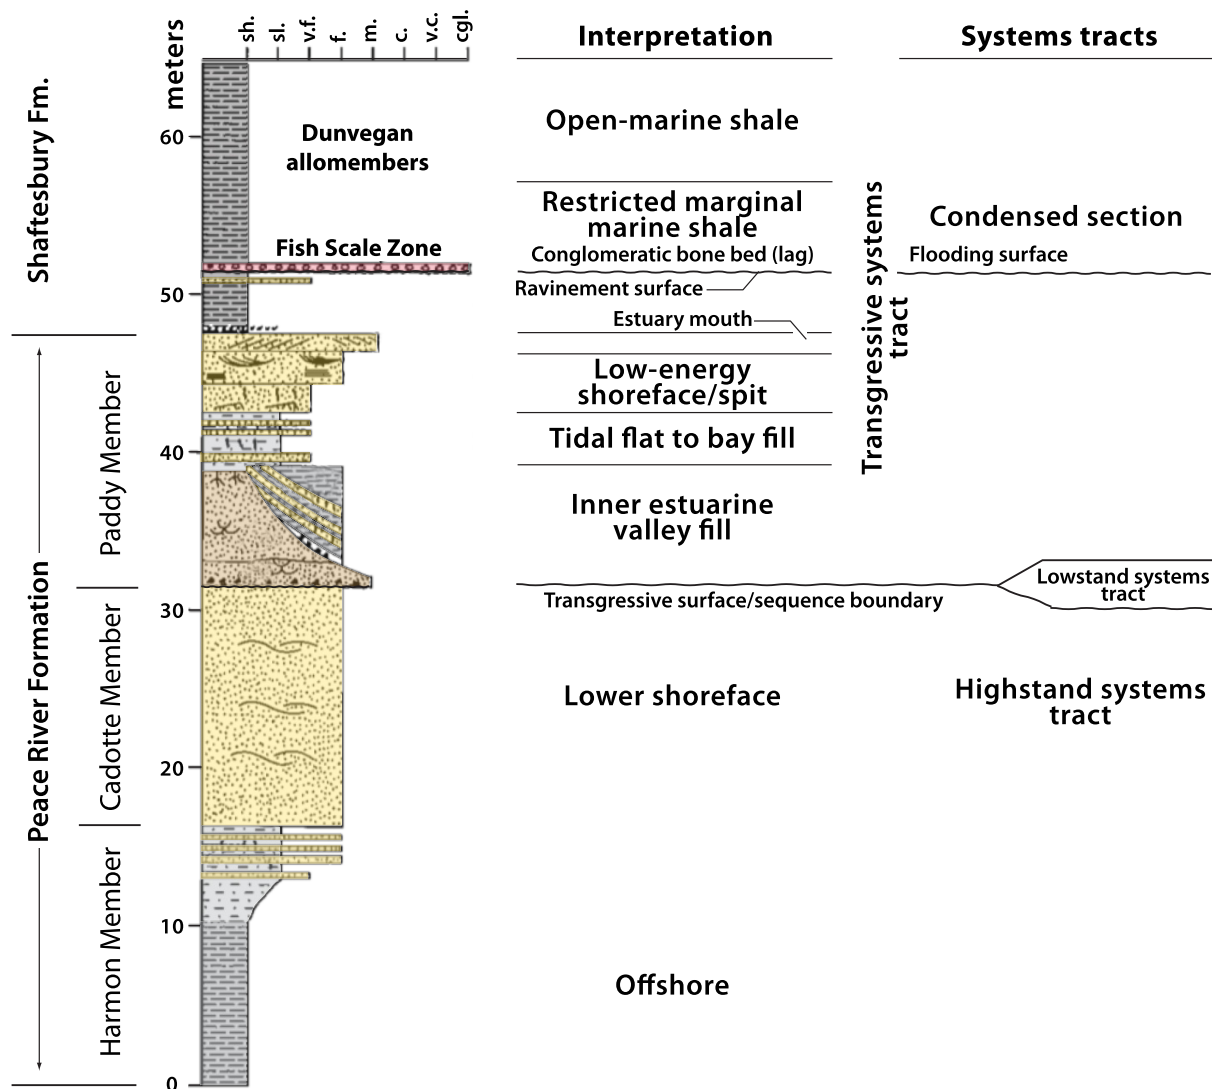 Shaftesbury Fm.
Peace River Formation
Paddy Member
Cadotte Member
Harmon Member
meters
60
50
40
30
20
10
0
sh.
sl.
v.f.
f.
m.
c.
v.c.
cgl.
Dunvegan
allomembers
Fish Scale Zone
Interpretation
Open-marine shale
Restricted marginal
marine shale
Conglomeratic bone bed (lag)
Ravinement surface
Estuary mouth
Low-energy
shoreface/spit
Tidal flat to bay fill
Inner estuarine
valley fill
Transgressive surface/sequence boundary
Lower shoreface
Offshore
Systems tracts
Transgressive systems
tract
Condensed section
Flooding surface
Lowstand systems
tract
Highstand systems
tract